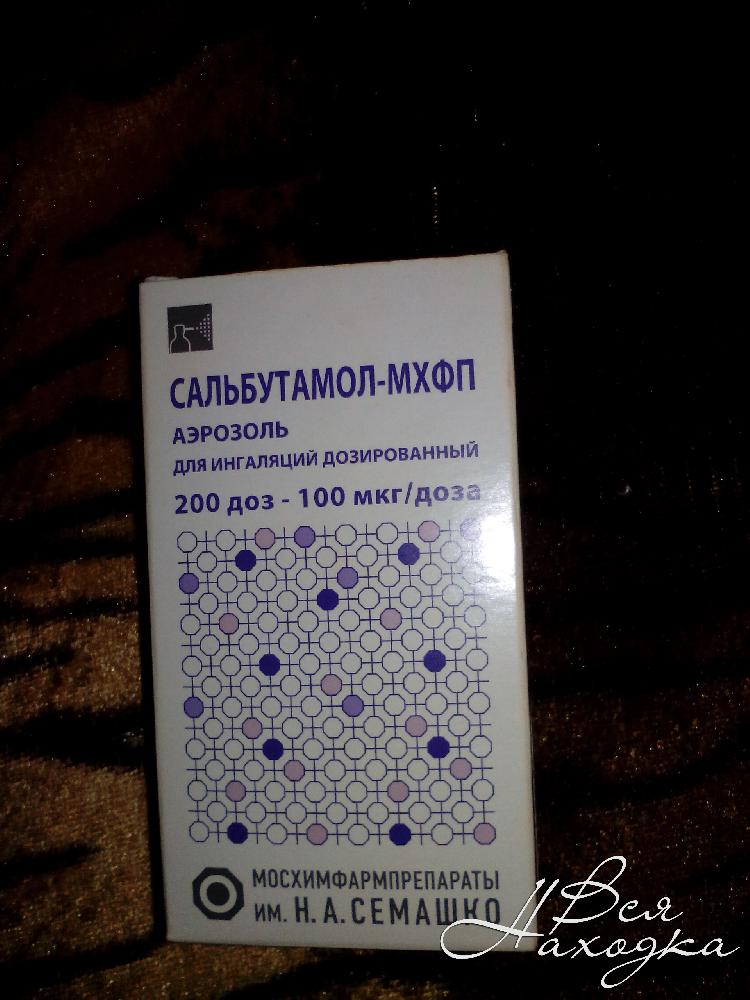 САЛЬБУТАМОЛ-МХФП
АЭРОЗОЛЬ
ДЛЯ ИНГАЛЯЦИЙ ДОЗИРОВАННЫЙ
200 доз - 100 мкг/доза
МОСХИМФАРМПРЕПАРАТЫ
ИМ. Н.А.СЕМАШКО
Вся
Находка